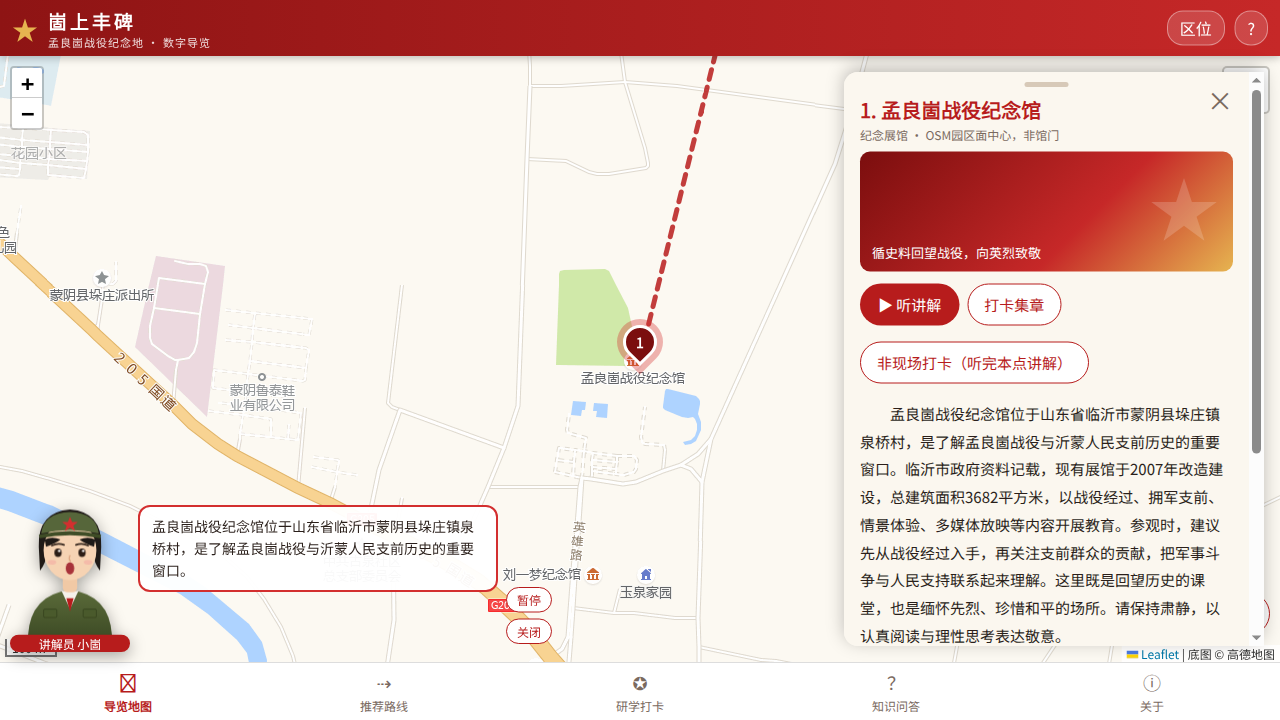 崮上丰碑
孟良崮战役纪念地 · 数字导览
区位
?
+
−
花园小区
色
儿园
蒙阴县垛庄派出所
205国道
蒙阴鲁泰鞋
业有限公司
1
孟良崮战役纪念馆
英雄路
刘一梦纪念馆
玉泉家园
孟良崮战役纪念馆位于山东省临沂市蒙阴县垛庄镇泉
桥村，是了解孟良崮战役与沂蒙人民支前历史的重要
窗口。
暂停
关闭
讲解员 小崮
1. 孟良崮战役纪念馆
纪念展馆 · OSM园区面中心，非馆门
循史料回望战役，向英烈致敬
▶ 听讲解
打卡集章
非现场打卡（听完本点讲解）
孟良崮战役纪念馆位于山东省临沂市蒙阴县垛庄镇
泉桥村，是了解孟良崮战役与沂蒙人民支前历史的重要
窗口。临沂市政府资料记载，现有展馆于2007年改造建
设，总建筑面积3682平方米，以战役经过、拥军支前、
情景体验、多媒体放映等内容开展教育。参观时，建议
先从战役经过入手，再关注支前群众的贡献，把军事斗
争与人民支持联系起来理解。这里既是回望历史的课
堂，也是缅怀先烈、珍惜和平的场所。请保持肃静，以
认真阅读与理性思考表达敬意。
Leaflet | 底图 © 高德地图
导览地图
推荐路线
研学打卡
知识问答
关于